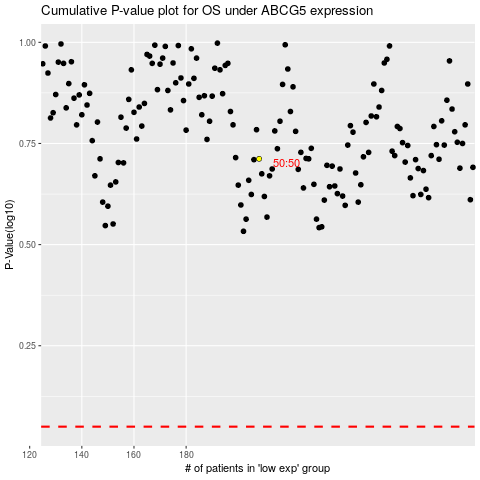 Cumulative P-value plot for OS under ABCG5 expression
P-Value(log10)
1.00
0.75
0.50
0.25
50:50
120 140 160 180
# of patients in 'low exp' group